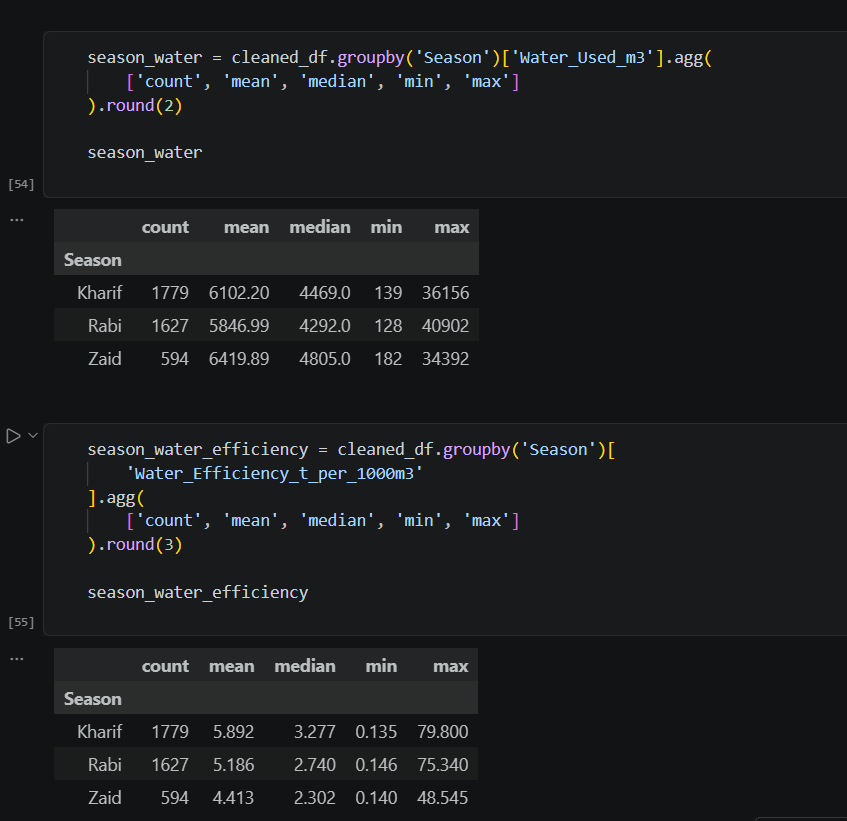 season_water = cleaned_df.groupby('Season')['Water_Used_m3'].agg(
['count', 'mean', 'median', 'min', 'max']
).round(2)
season_water
[54]
...
count mean median min max
Season
Kharif 1779 6102.20 4469.0 139 36156
Rabi 1627 5846.99 4292.0 128 40902
Zaid 594 6419.89 4805.0 182 34392
season_water_efficiency = cleaned_df.groupby('Season')[
'Water_Efficiency_t_per_1000m3'
].agg(
['count', 'mean', 'median', 'min', 'max']
).round(3)
season_water_efficiency
[55]
...
count mean median min max
Season
Kharif 1779 5.892 3.277 0.135 79.800
Rabi 1627 5.186 2.740 0.146 75.340
Zaid 594 4.413 2.302 0.140 48.545